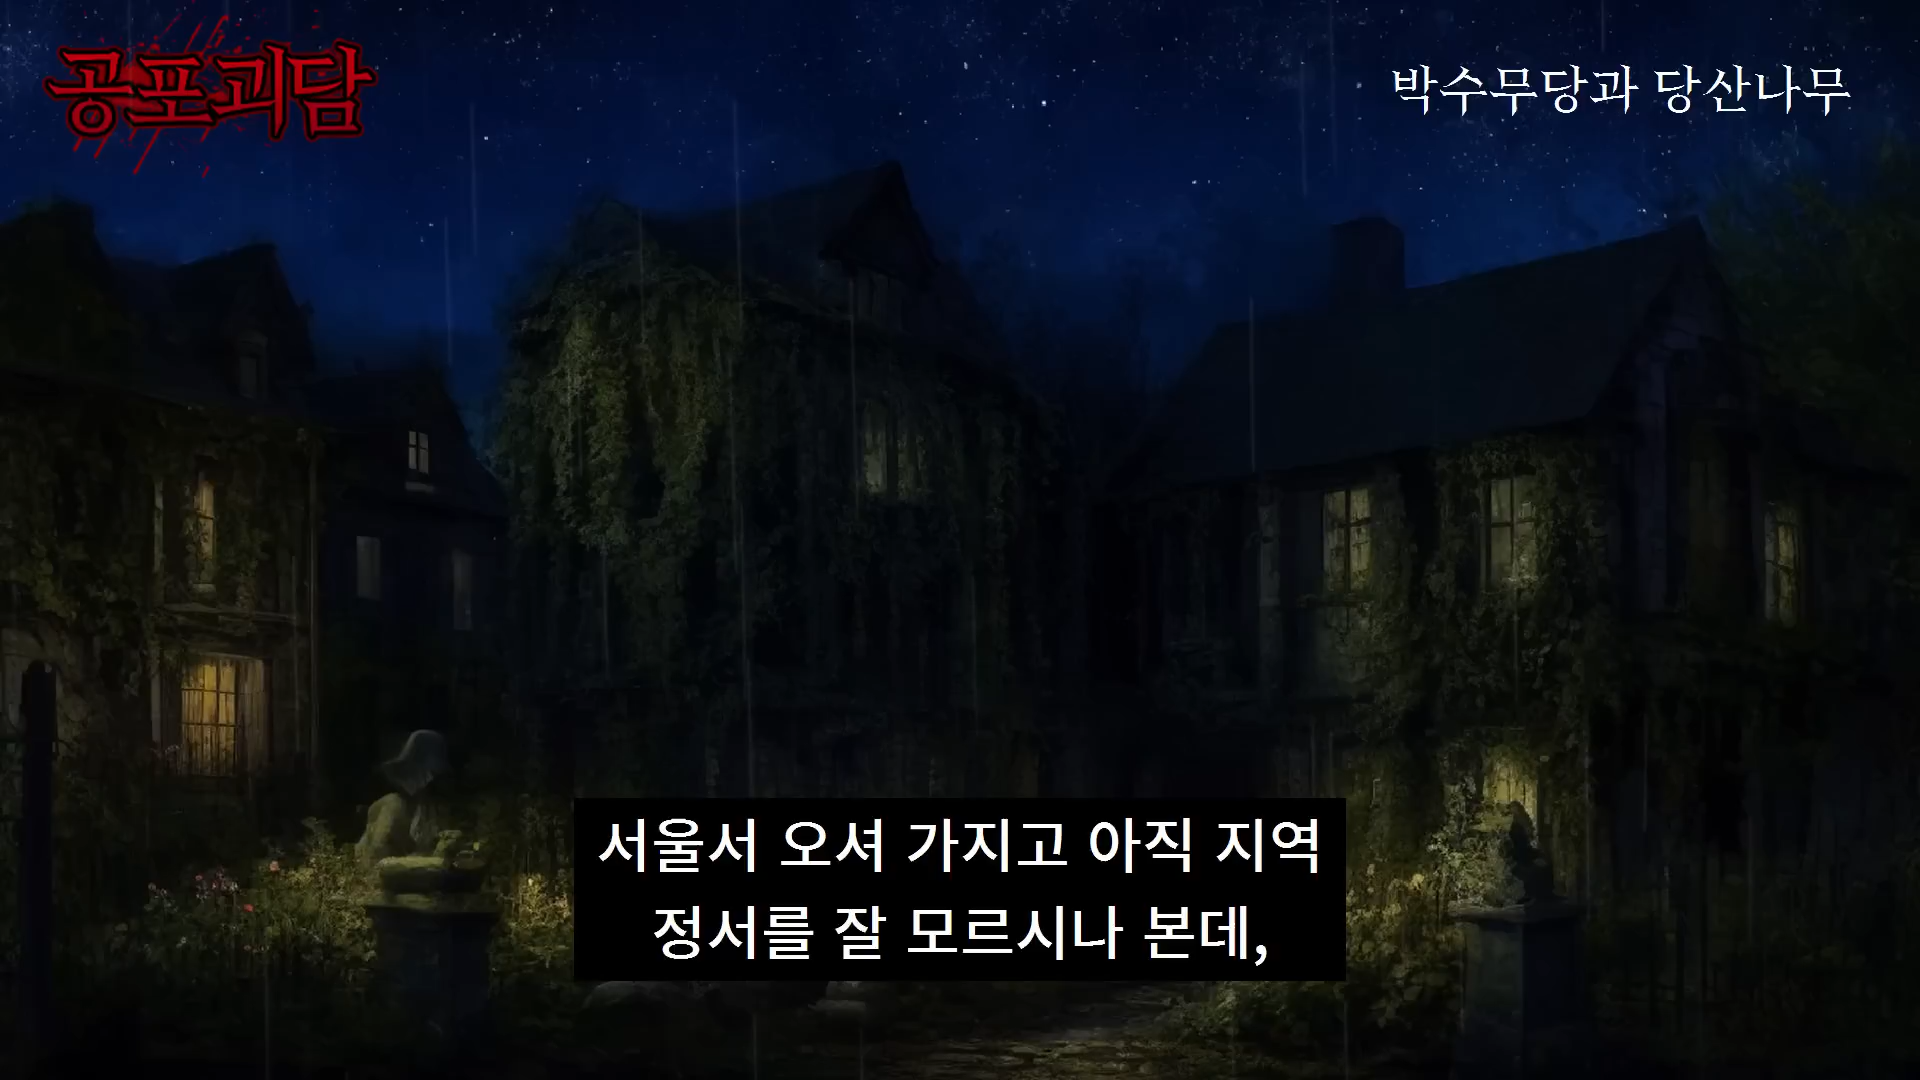 공포괴담
박수무당과 당산나무
서울서 오셔 가지고 아직 지역
정서를 잘 모르시나 본데,